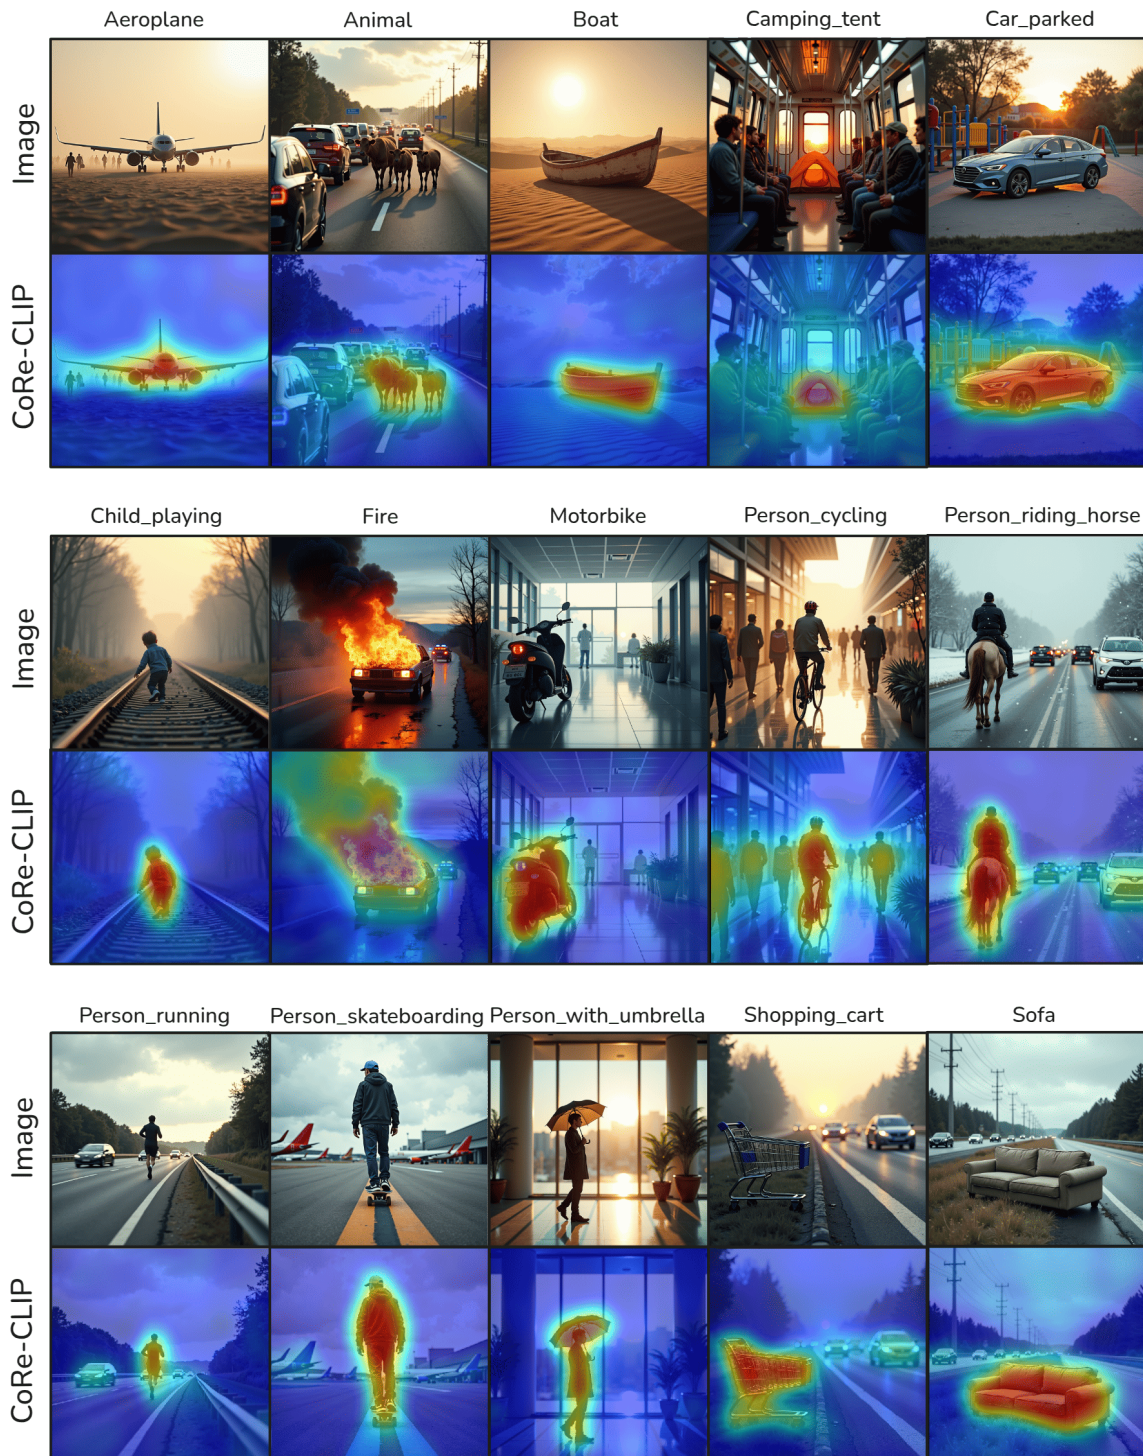 Aeroplane Animal Boat Camping_tent Car_parked
Image
CoRe-CLIP
Child_playing Fire Motorbike Person_cycling Person_riding_horse
Image
CoRe-CLIP
Person_running Person_skateboarding Person_with_umbrella Shopping_cart Sofa
Image
CoRe-CLIP